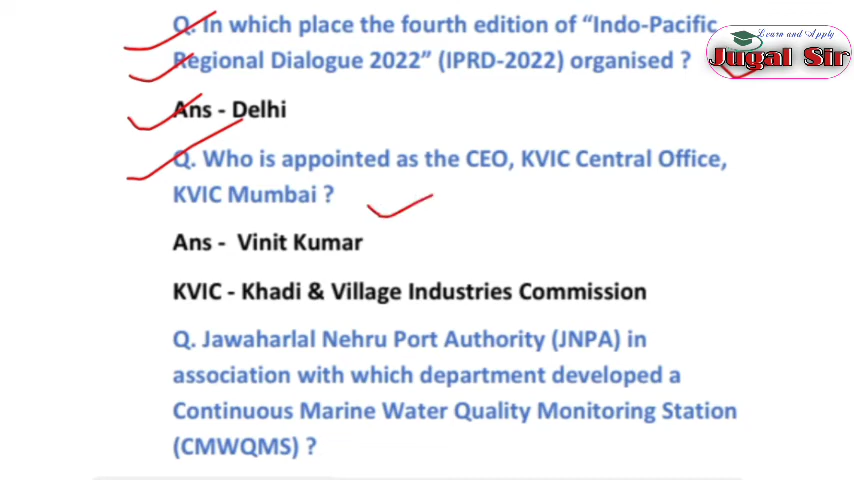 Q. In which place the fourth edition of “Indo-Pacific
Regional Dialogue 2022” (IPRD-2022) organised ?
Learn and Apply
Jugal Sir
Ans - Delhi
Q. Who is appointed as the CEO, KVIC Central Office,
KVIC Mumbai ?
Ans - Vinit Kumar
KVIC - Khadi & Village Industries Commission
Q. Jawaharlal Nehru Port Authority (JNPA) in
association with which department developed a
Continuous Marine Water Quality Monitoring Station
(CMWQMS) ?